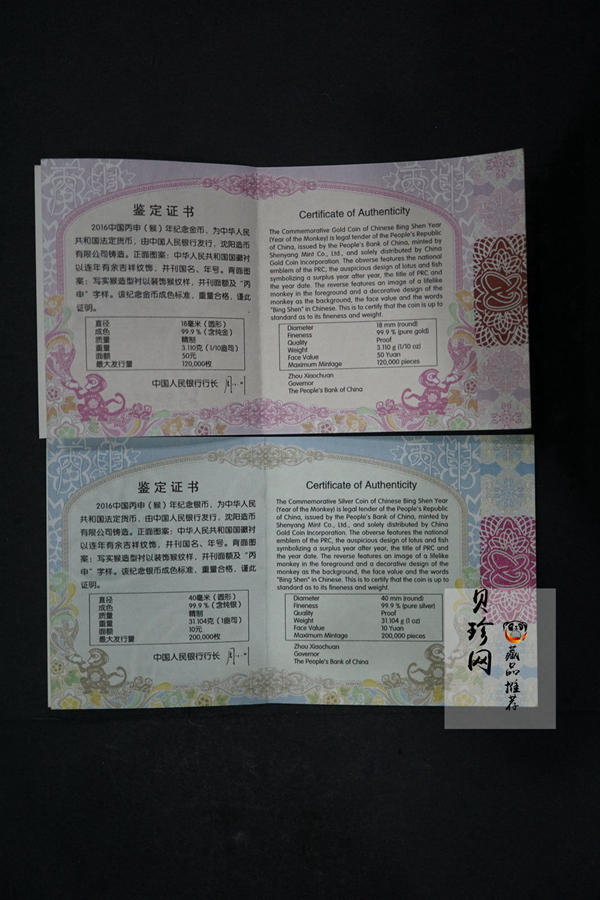 鉴定证书
2016中国丙申（猴）年纪念金币，为中华人民
共和国法定货币，由中国人民银行发行，沈阳造币
有限公司铸造。正面图案：中华人民共和国国徽衬
以连年有余吉祥纹饰，并刊国名、年号。背面图
案：写实猴造型衬以装饰猴纹样，并刊面额及“丙
申”字样。该纪念金币成色标准，重量合格，谨此
证明。
直径 18毫米（圆形）
成色 99.9％（含纯金）
质量 精制
重量 3.110克（1/10盎司）
面额 50元
最大发行量 120,000枚
中国人民银行行长
Certificate of Authenticity
The Commemorative Gold Coin of Chinese Bing Shen Year
(Year of the Monkey) is legal tender of the People's Republic
of China, issued by the People's Bank of China, minted by
Shenyang Mint Co., Ltd., and solely distributed by China
Gold Coin Incorporation. The obverse features the national
emblem of the PRC, the auspicious design of lotus and fish
symbolizing a surplus year after year, the title of PRC and
the year date. The reverse features an image of a lifelike
monkey in the foreground and a decorative design of the
monkey as the background, the face value and the words
"Bing Shen" in Chinese. This is to certify that the coin is up to
standard as to its fineness and weight.
Diameter 18 mm (round)
Fineness 99.9 % (pure gold)
Quality Proof
Weight 3.110 g (1/10 oz)
Face Value 50 Yuan
Maximum Mintage 120,000 pieces
Zhou Xiaochuan
Governor
The People's Bank of China
鉴定证书
2016中国丙申（猴）年纪念银币，为中华人民
共和国法定货币，由中国人民银行发行，沈阳造币
有限公司铸造。正面图案：中华人民共和国国徽衬
以连年有余吉祥纹饰，并刊国名、年号。背面图
案：写实猴造型衬以装饰猴纹样，并刊面额及“丙
申”字样。该纪念银币成色标准，重量合格，谨此
证明。
直径 40毫米（圆形）
成色 99.9％（含纯银）
质量 精制
重量 31.104克（1盎司）
面额 10元
最大发行量 200,000枚
中国人民银行行长
Certificate of Authenticity
The Commemorative Silver Coin of Chinese Bing Shen Year
(Year of the Monkey) is legal tender of the People's Republic
of China, issued by the People's Bank of China, minted by
Shenyang Mint Co., Ltd., and solely distributed by China
Gold Coin Incorporation. The obverse features the national
emblem of the PRC, the auspicious design of lotus and fish
symbolizing a surplus year after year, the title of PRC and
the year date. The reverse features an image of a lifelike
monkey in the foreground and a decorative design of the
monkey as the background, the face value and the words
"Bing Shen" in Chinese. This is to certify that the coin is up to
standard as to its fineness and weight.
Diameter 40 mm (round)
Fineness 99.9 % (pure silver)
Quality Proof
Weight 31.104 g (1 oz)
Face Value 10 Yuan
Maximum Mintage 200,000 pieces
Zhou Xiaochuan
Governor
The People's Bank of China
贝珍网
藏品推荐